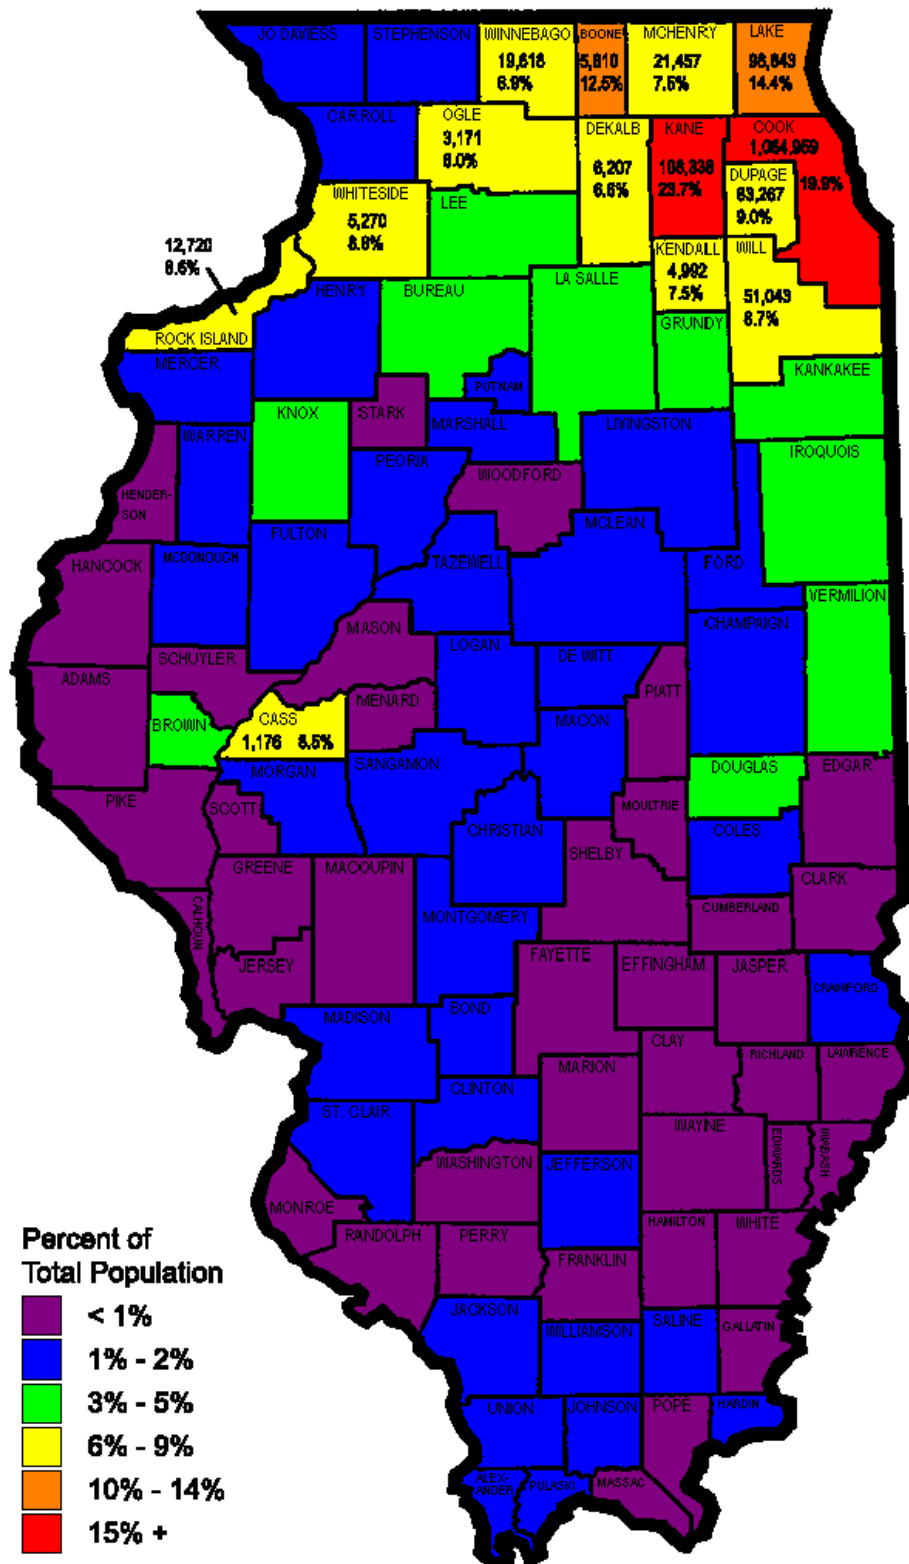 JO DAVIESS
STEPHENSON
WINNEBAGO
19,618
6.9%
BOONE
5,810
12.5%
MCHENRY
21,457
7.5%
LAKE
14.4%
CARROLL
OGLE
3,171
6.0%
DEKALB
6,207
6.6%
KANE
23.7%
COOK
19.9%
DUPAGE
83,267
9.0%
WHITESIDE
5,270
8.8%
LEE
12,720
8.6%
ROCK ISLAND
HENRY
BUREAU
LA SALLE
KENDALL
4,992
7.5%
WILL
51,043
8.7%
GRUNDY
KANKAKEE
MERCER
PUTNAM
STARK
KNOX
WARREN
MARSHALL
LIVINGSTON
IROQUOIS
PEORIA
WOODFORD
HENDER-
SON
FULTON
MCLEAN
HANCOCK
MCDONOUGH
TAZEWELL
FORD
VERMILION
MASON
CHAMPAIGN
SCHUYLER
LOGAN
DE WITT
ADAMS
PIATT
BROWN
CASS
1,176 8.5%
MENARD
MACON
MORGAN
SANGAMON
DOUGLAS
EDGAR
PIKE
SCOTT
MOULTRIE
CHRISTIAN
COLES
SHELBY
GREENE
MACOUPIN
CLARK
CALHOUN
MONTGOMERY
CUMBERLAND
JERSEY
FAYETTE
EFFINGHAM
JASPER
CRAWFORD
MADISON
BOND
CLAY
RICHLAND
LAWRENCE
MARION
CLINTON
ST. CLAIR
WAYINE
EDWARDS
WABASH
WASHINGTON
JEFFERSON
MONROE
RANDOLPH
PERRY
HAMILTON
WHITE
FRANKLIN
Percent of
Total Population
< 1%
1% - 2%
3% - 5%
6% - 9%
10% - 14%
15% +
JACKSON
WILLIAMSON
SALINE
GALLATIN
UNION
JOHNSON
POPE
HARDIN
ALEX-
ANDER
PULASKI
MASSAC